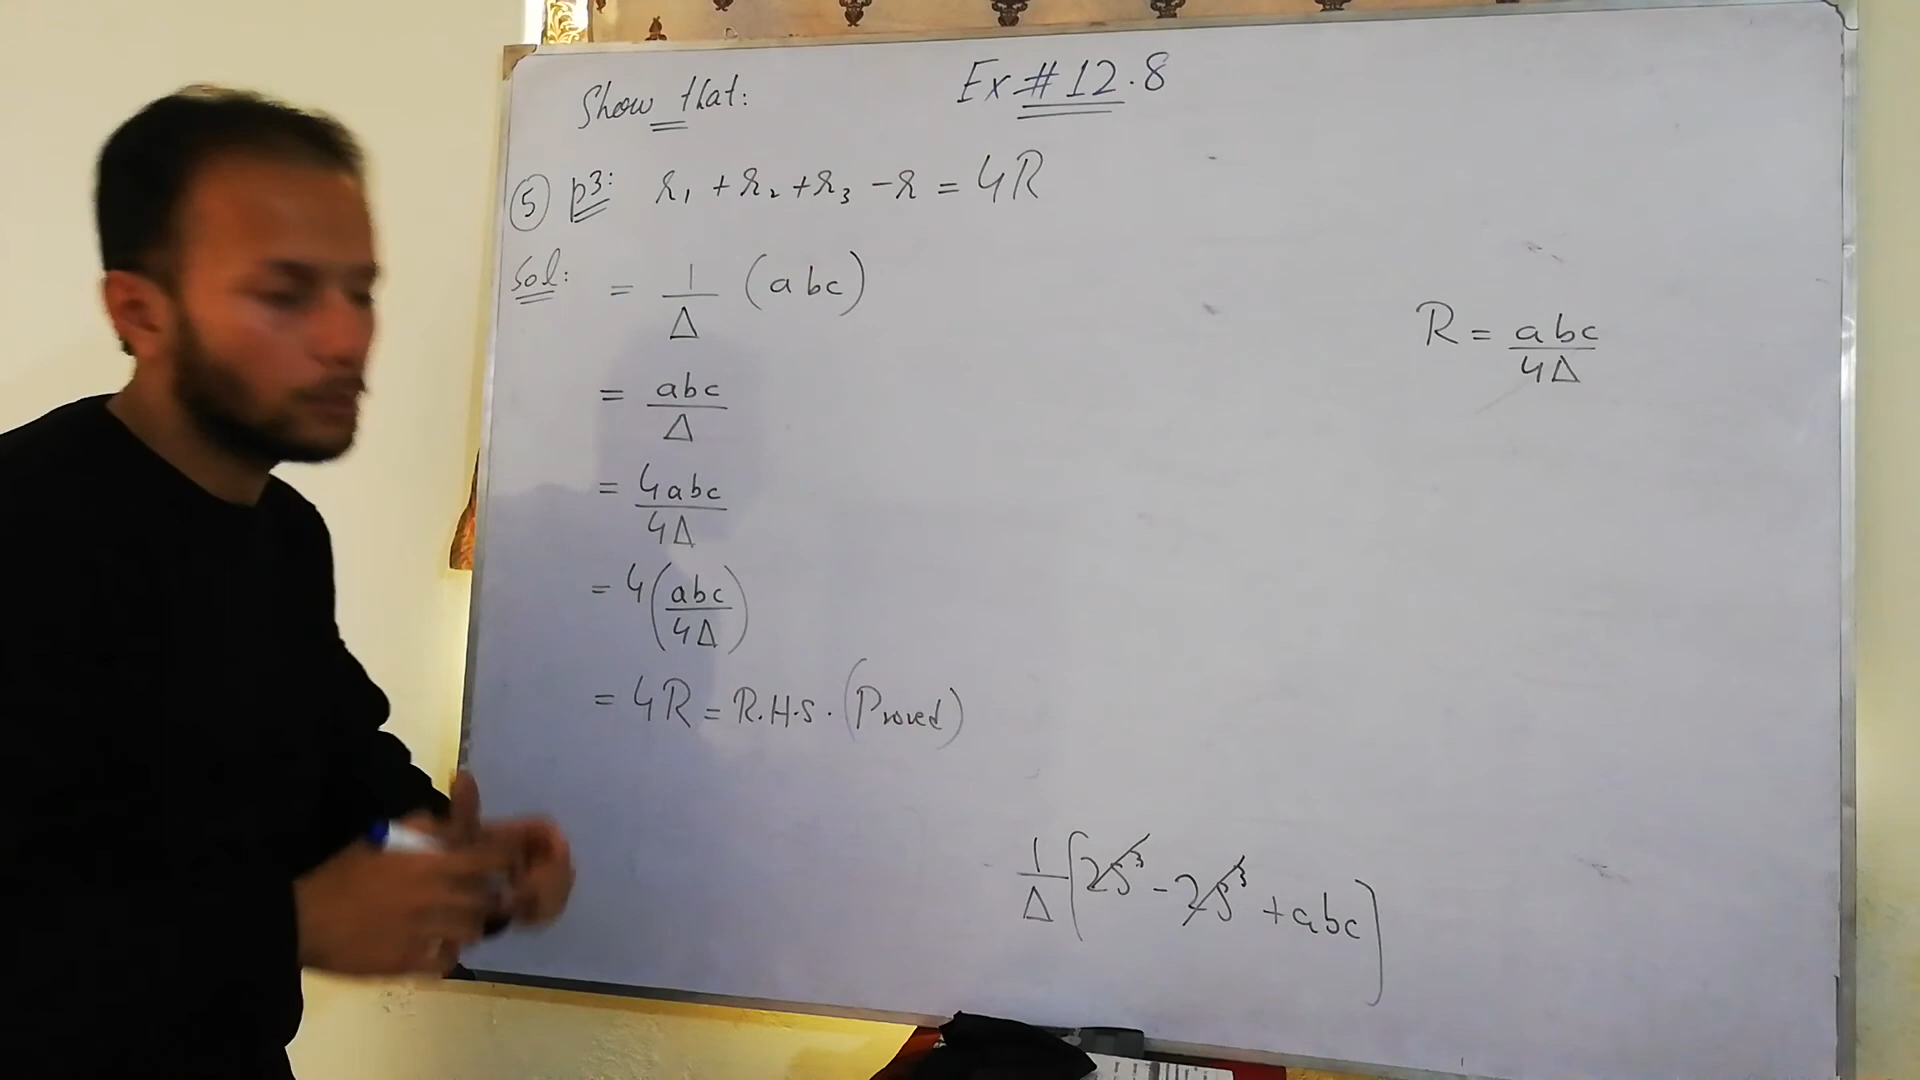 Show that:
Ex # 12.8
⑤ p3: r₁ + r₂ + r₃ - r = 4R
Sol: = 1/Δ (abc)
R = abc/4Δ
= abc/Δ
= 4abc/4Δ
= 4(abc/4Δ)
= 4R = R.H.S. (Proved)
1/Δ [2s³ - 2s³ + abc]